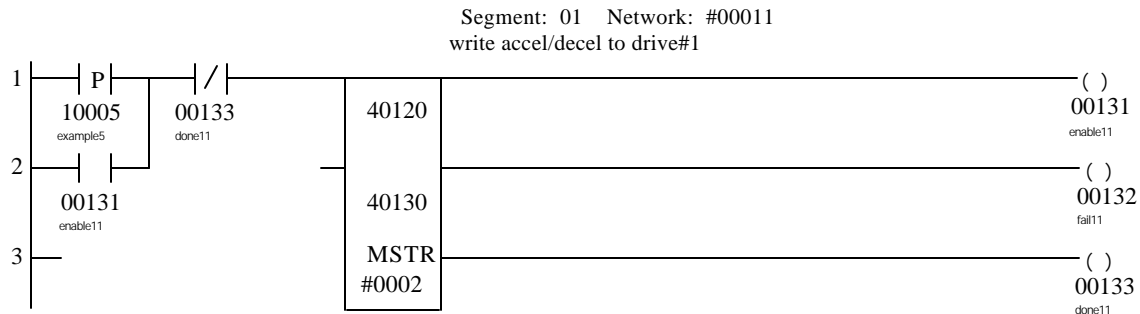 Segment: 01 Network: #00011
write accel/decel to drive#1
1 P / ( )
10005 00133 40120 00131
example5 done11 enable11
2 ( )
00131 40130 00132
enable11 fail11
3 MSTR ( )
#0002 00133
done11